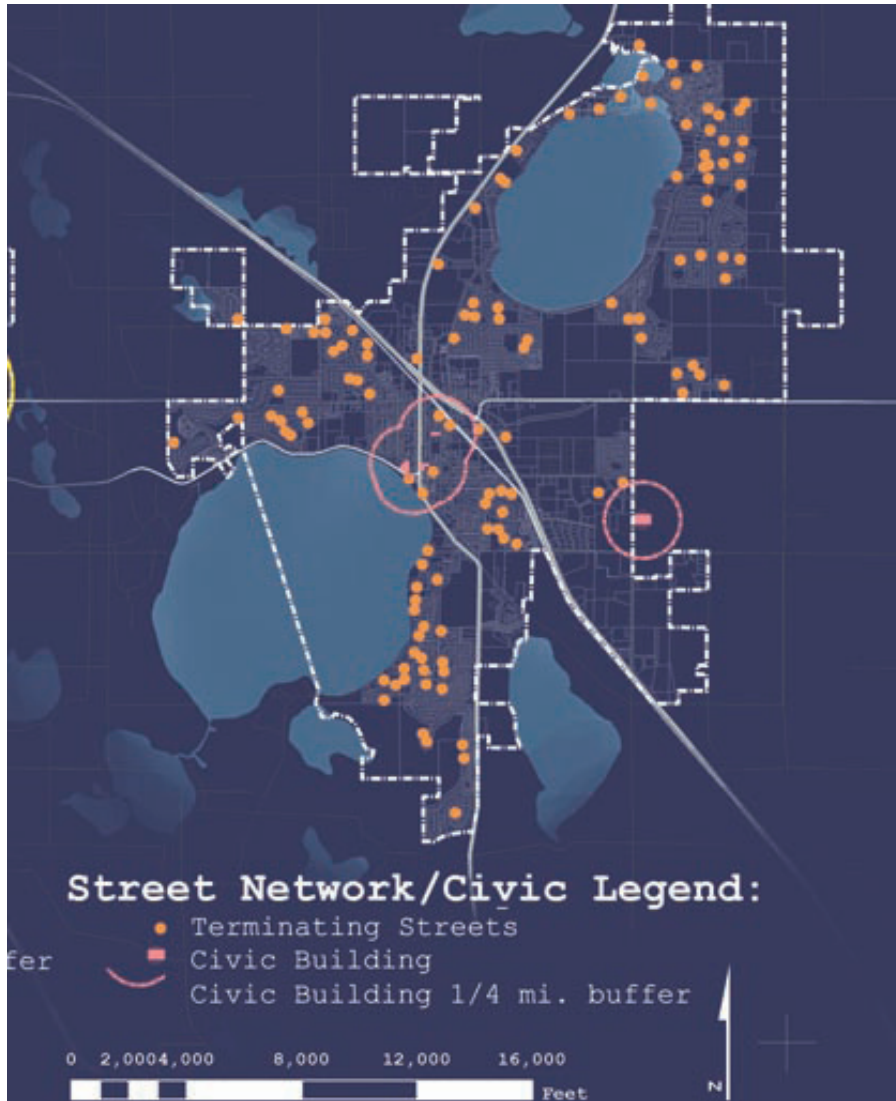 Street Network/Civic Legend:
Terminating Streets
fer
Civic Building
Civic Building 1/4 mi. buffer
0 2,0004,000 8,000 12,000 16,000
Feet
N